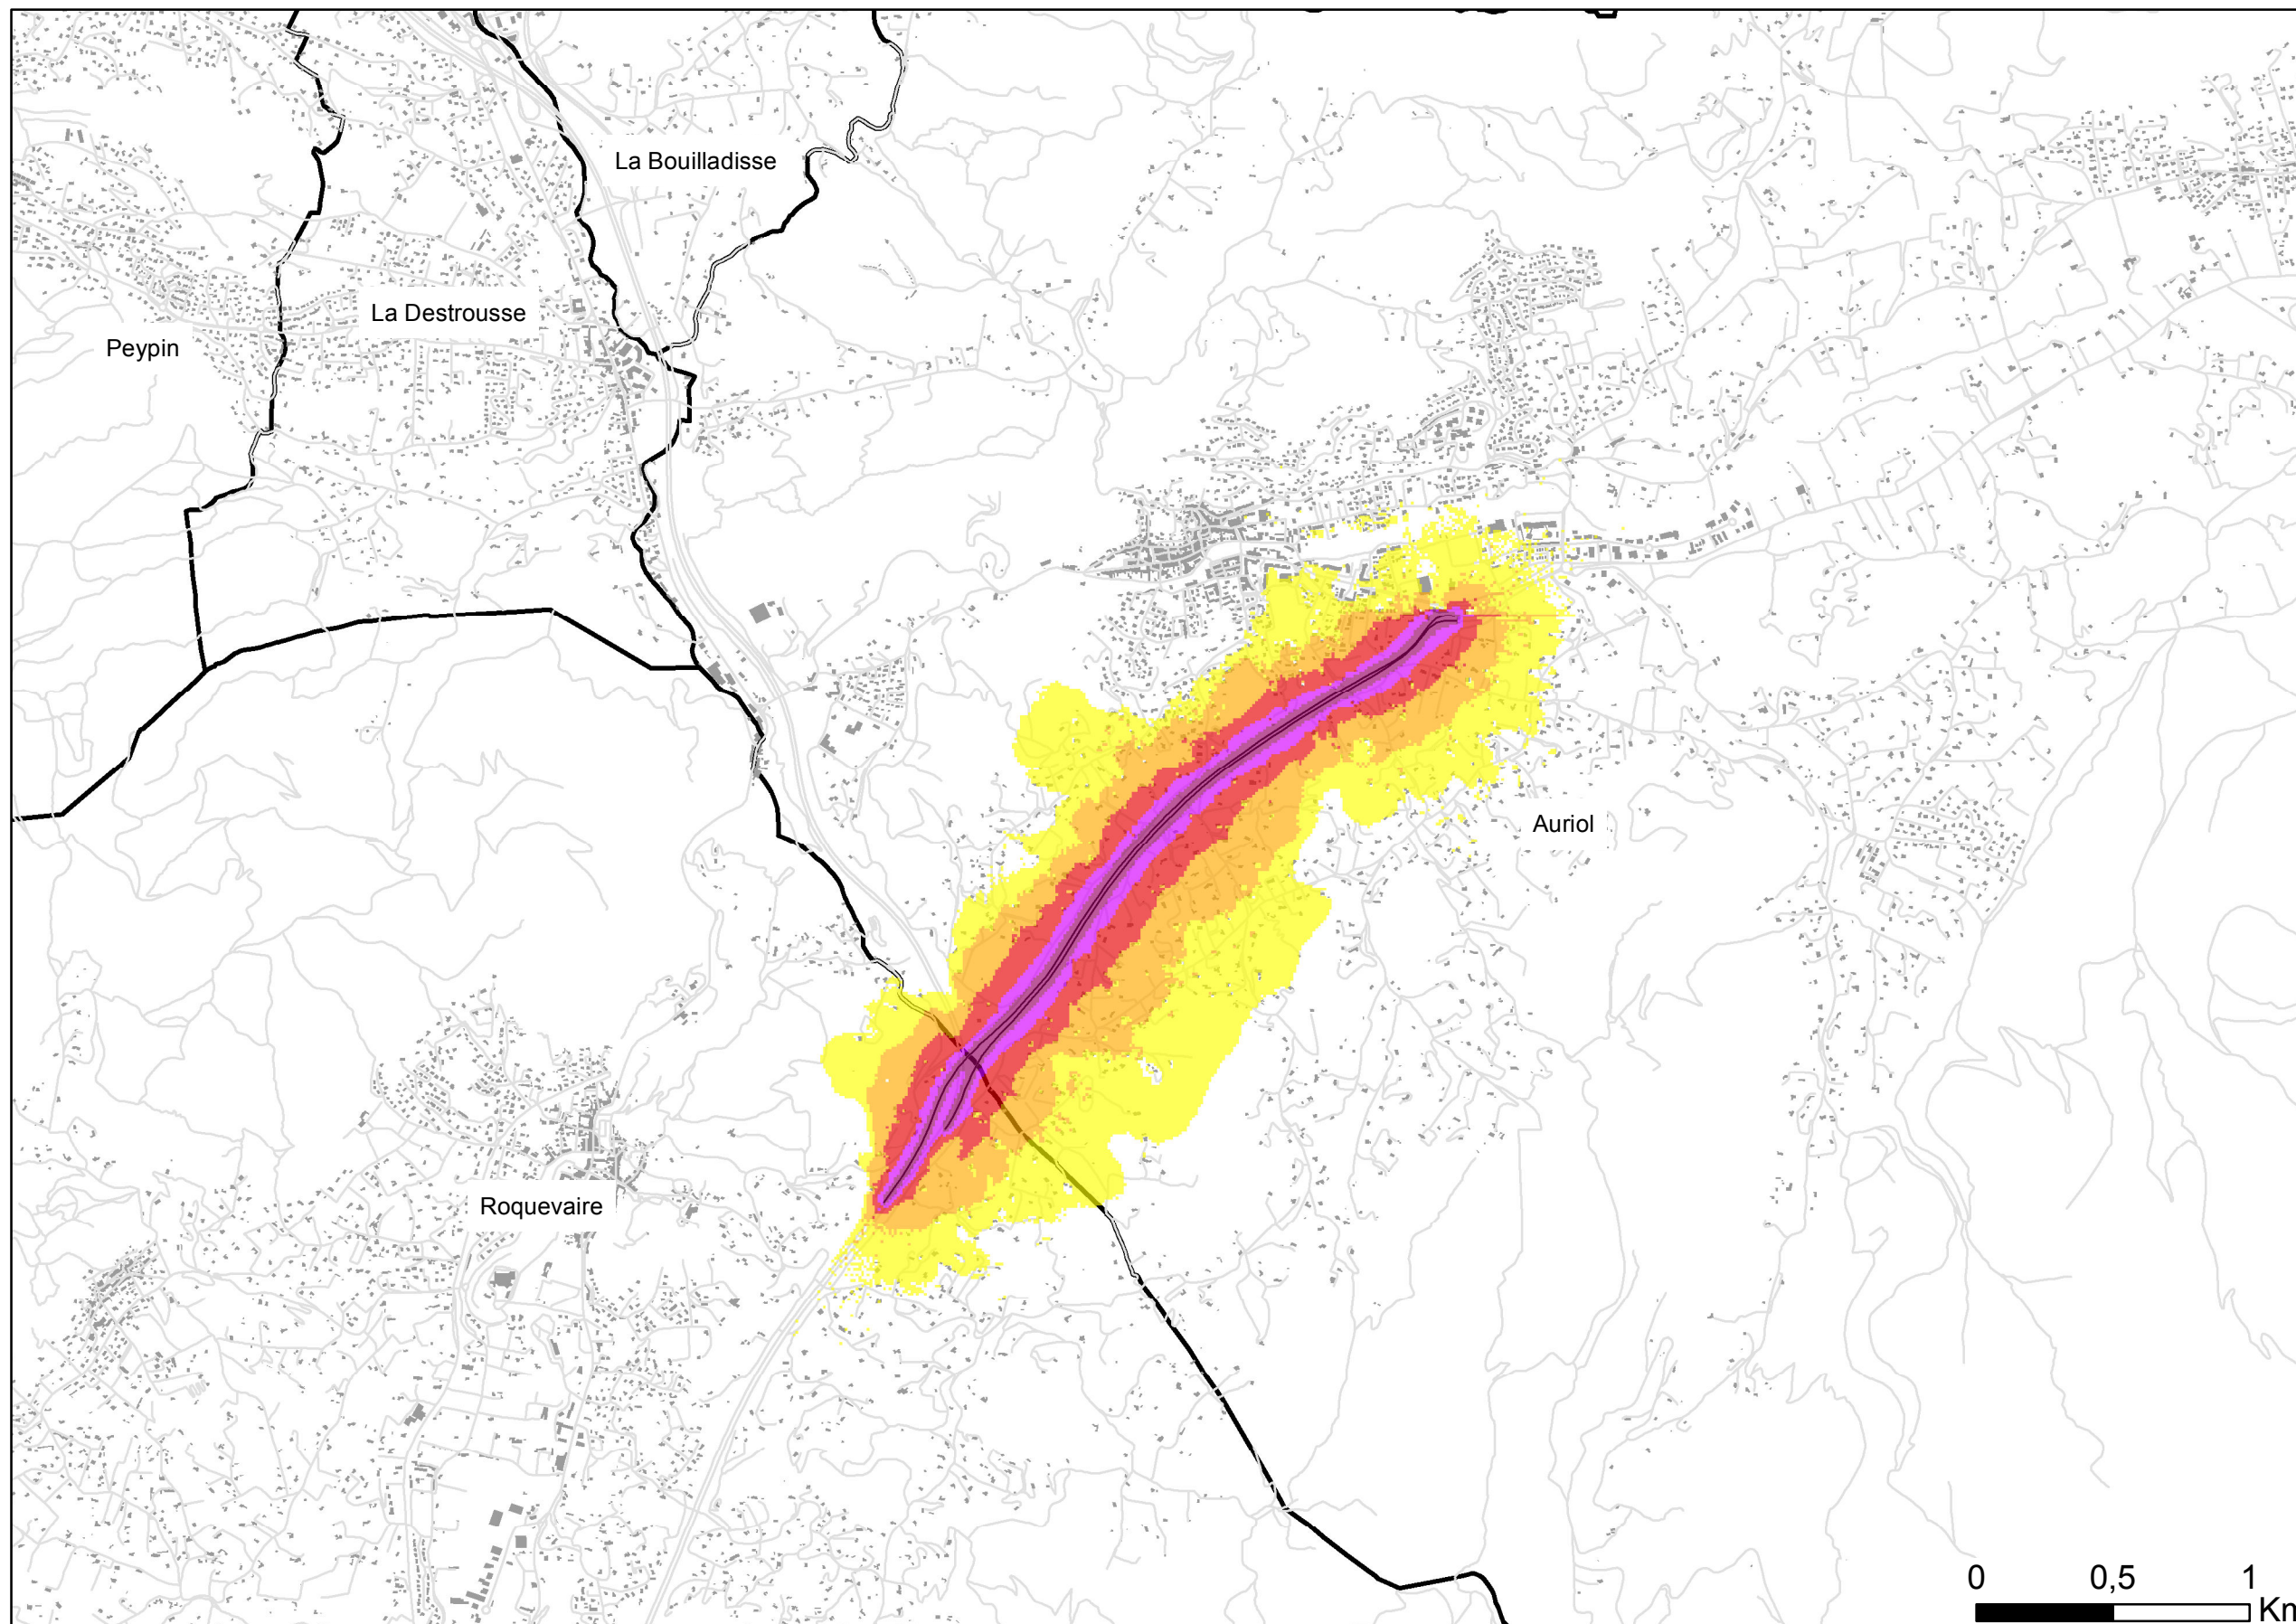 La Bouilladisse
La Destrousse
Peypin
Auriol
Roquevaire
0 0,5 1